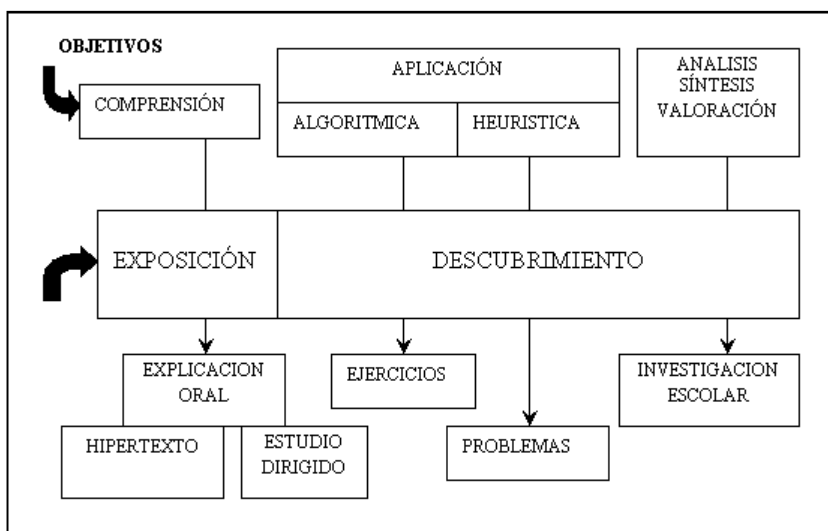 OBJETIVOS
COMPRENSIÓN
APLICACIÓN
ALGORITMICA
HEURISTICA
ANALISIS
SÍNTESIS
VALORACIÓN
EXPOSICIÓN
DESCUBRIMIENTO
EXPLICACION
ORAL
HIPERTEXTO
ESTUDIO
DIRIGIDO
EJERCICIOS
PROBLEMAS
INVESTIGACION
ESCOLAR